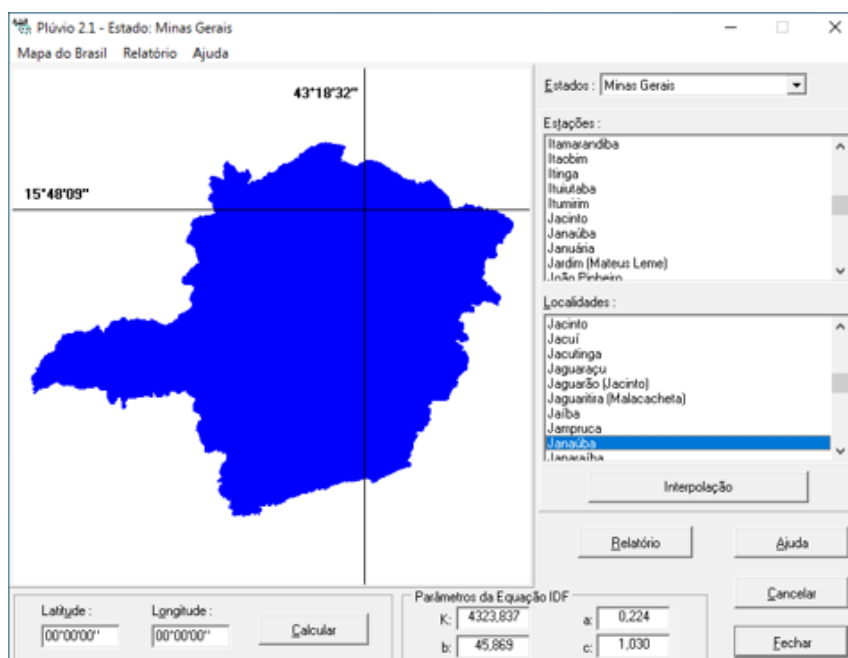 Plúvio 2.1 - Estado: Minas Gerais
Mapa do Brasil Relatório Ajuda
43°18'32"
15°48'09"
Estados : Minas Gerais
Estações :
Itamarandiba
Itaobim
Itinga
Ituiutaba
Itumirim
Jacinto
Janaúba
Januária
Jardim (Mateus Leme)
João Pinheiro
Localidades :
Jacinto
Jacuí
Jacutinga
Jaguaraçu
Jaguarão (Jacinto)
Jaguaritira (Malacacheta)
Jaíba
Jampruca
Janaúba
Japaraíba
Interpolação
Relatório
Ajuda
Cancelar
Fechar
Latitude :
00°00'00"
Longitude :
00°00'00"
Calcular
Parâmetros da Equação IDF
K: 4323,837
a: 0,224
b: 45,869
c: 1,030